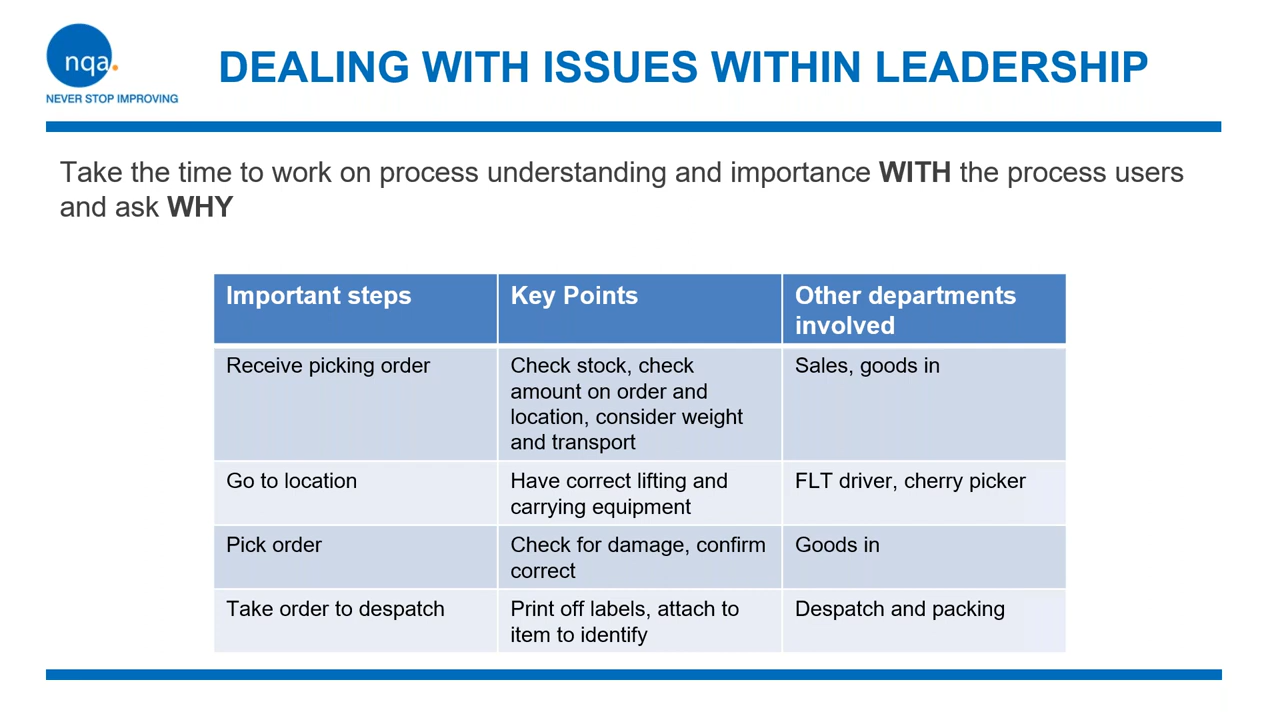 nqa.
NEVER STOP IMPROVING
DEALING WITH ISSUES WITHIN LEADERSHIP
Take the time to work on process understanding and importance WITH the process users
and ask WHY
Important steps
Key Points
Other departments
involved
Receive picking order
Check stock, check
amount on order and
location, consider weight
and transport
Sales, goods in
Go to location
Have correct lifting and
carrying equipment
FLT driver, cherry picker
Pick order
Check for damage, confirm
correct
Goods in
Take order to despatch
Print off labels, attach to
item to identify
Despatch and packing